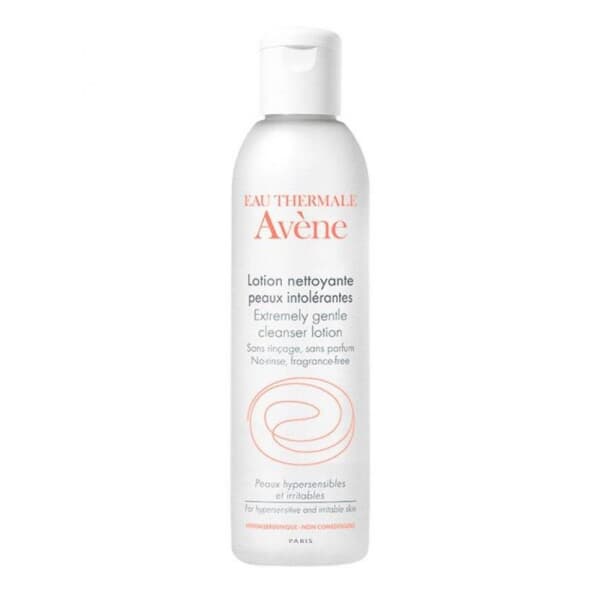 EAU THERMALE
Avène
Lotion nettoyante
peaux intolérantes
Extremely gentle
cleanser lotion
Sans rinçage, sans parfum
No-rinse, fragrance-free
Peaux hypersensibles
et irritables
For hypersensitive and irritable skin
HYPOALLERGÉNIQUE - NON COMÉDOGÈNE
PARIS